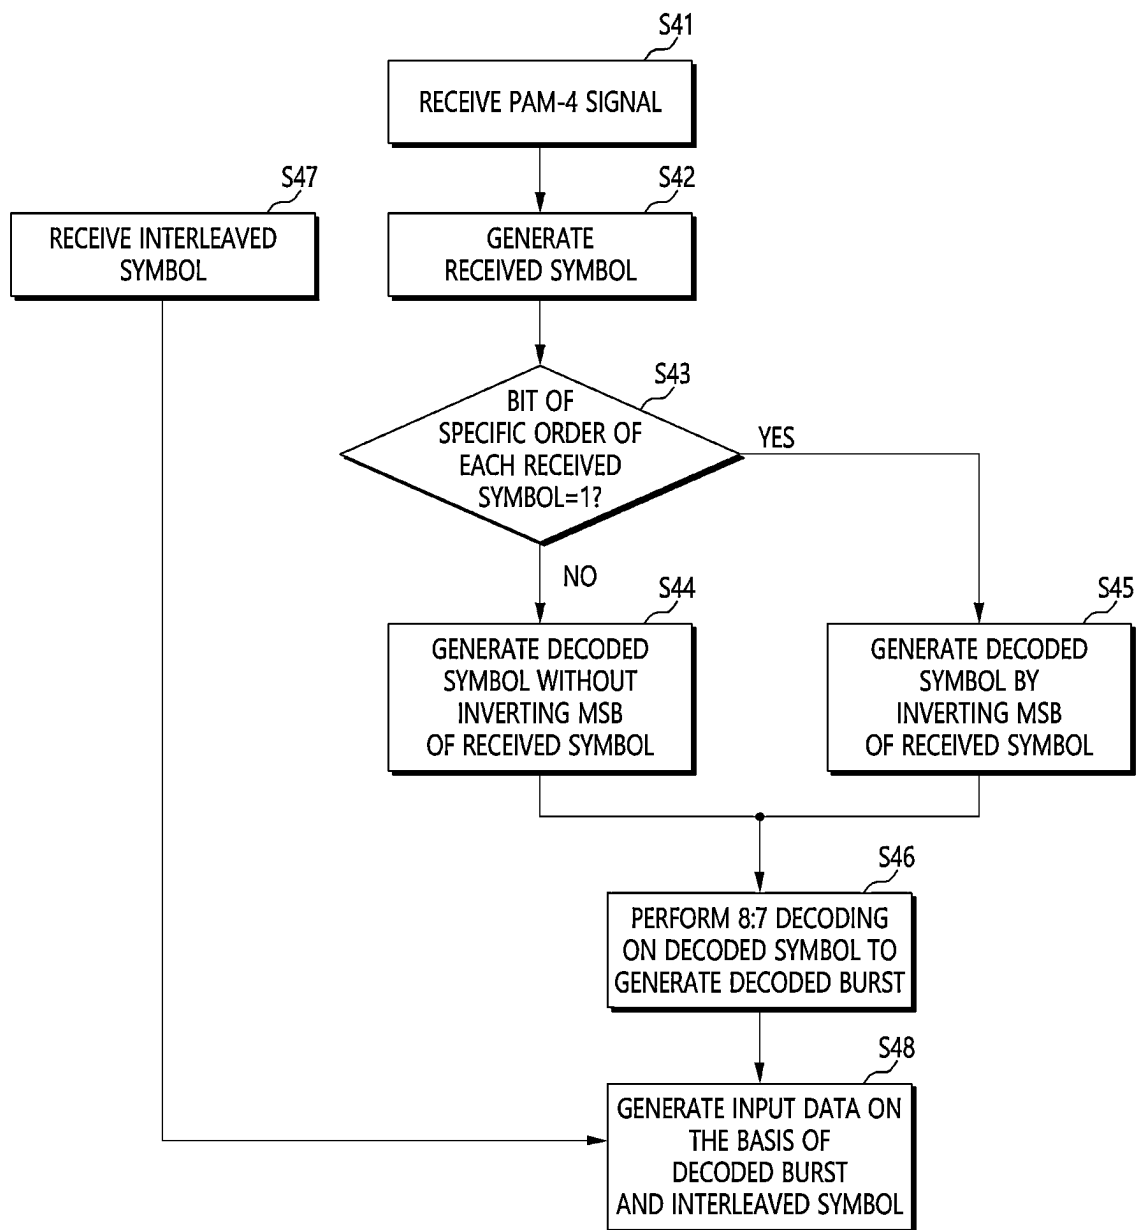 S41
RECEIVE PAM-4 SIGNAL
S47
RECEIVE INTERLEAVED
SYMBOL
S42
GENERATE
RECEIVED SYMBOL
S43
BIT OF
SPECIFIC ORDER OF
EACH RECEIVED
SYMBOL=1?
YES
NO
S44
GENERATE DECODED
SYMBOL WITHOUT
INVERTING MSB
OF RECEIVED SYMBOL
S45
GENERATE DECODED
SYMBOL BY
INVERTING MSB
OF RECEIVED SYMBOL
S46
PERFORM 8:7 DECODING
ON DECODED SYMBOL TO
GENERATE DECODED BURST
S48
GENERATE INPUT DATA ON
THE BASIS OF
DECODED BURST
AND INTERLEAVED SYMBOL